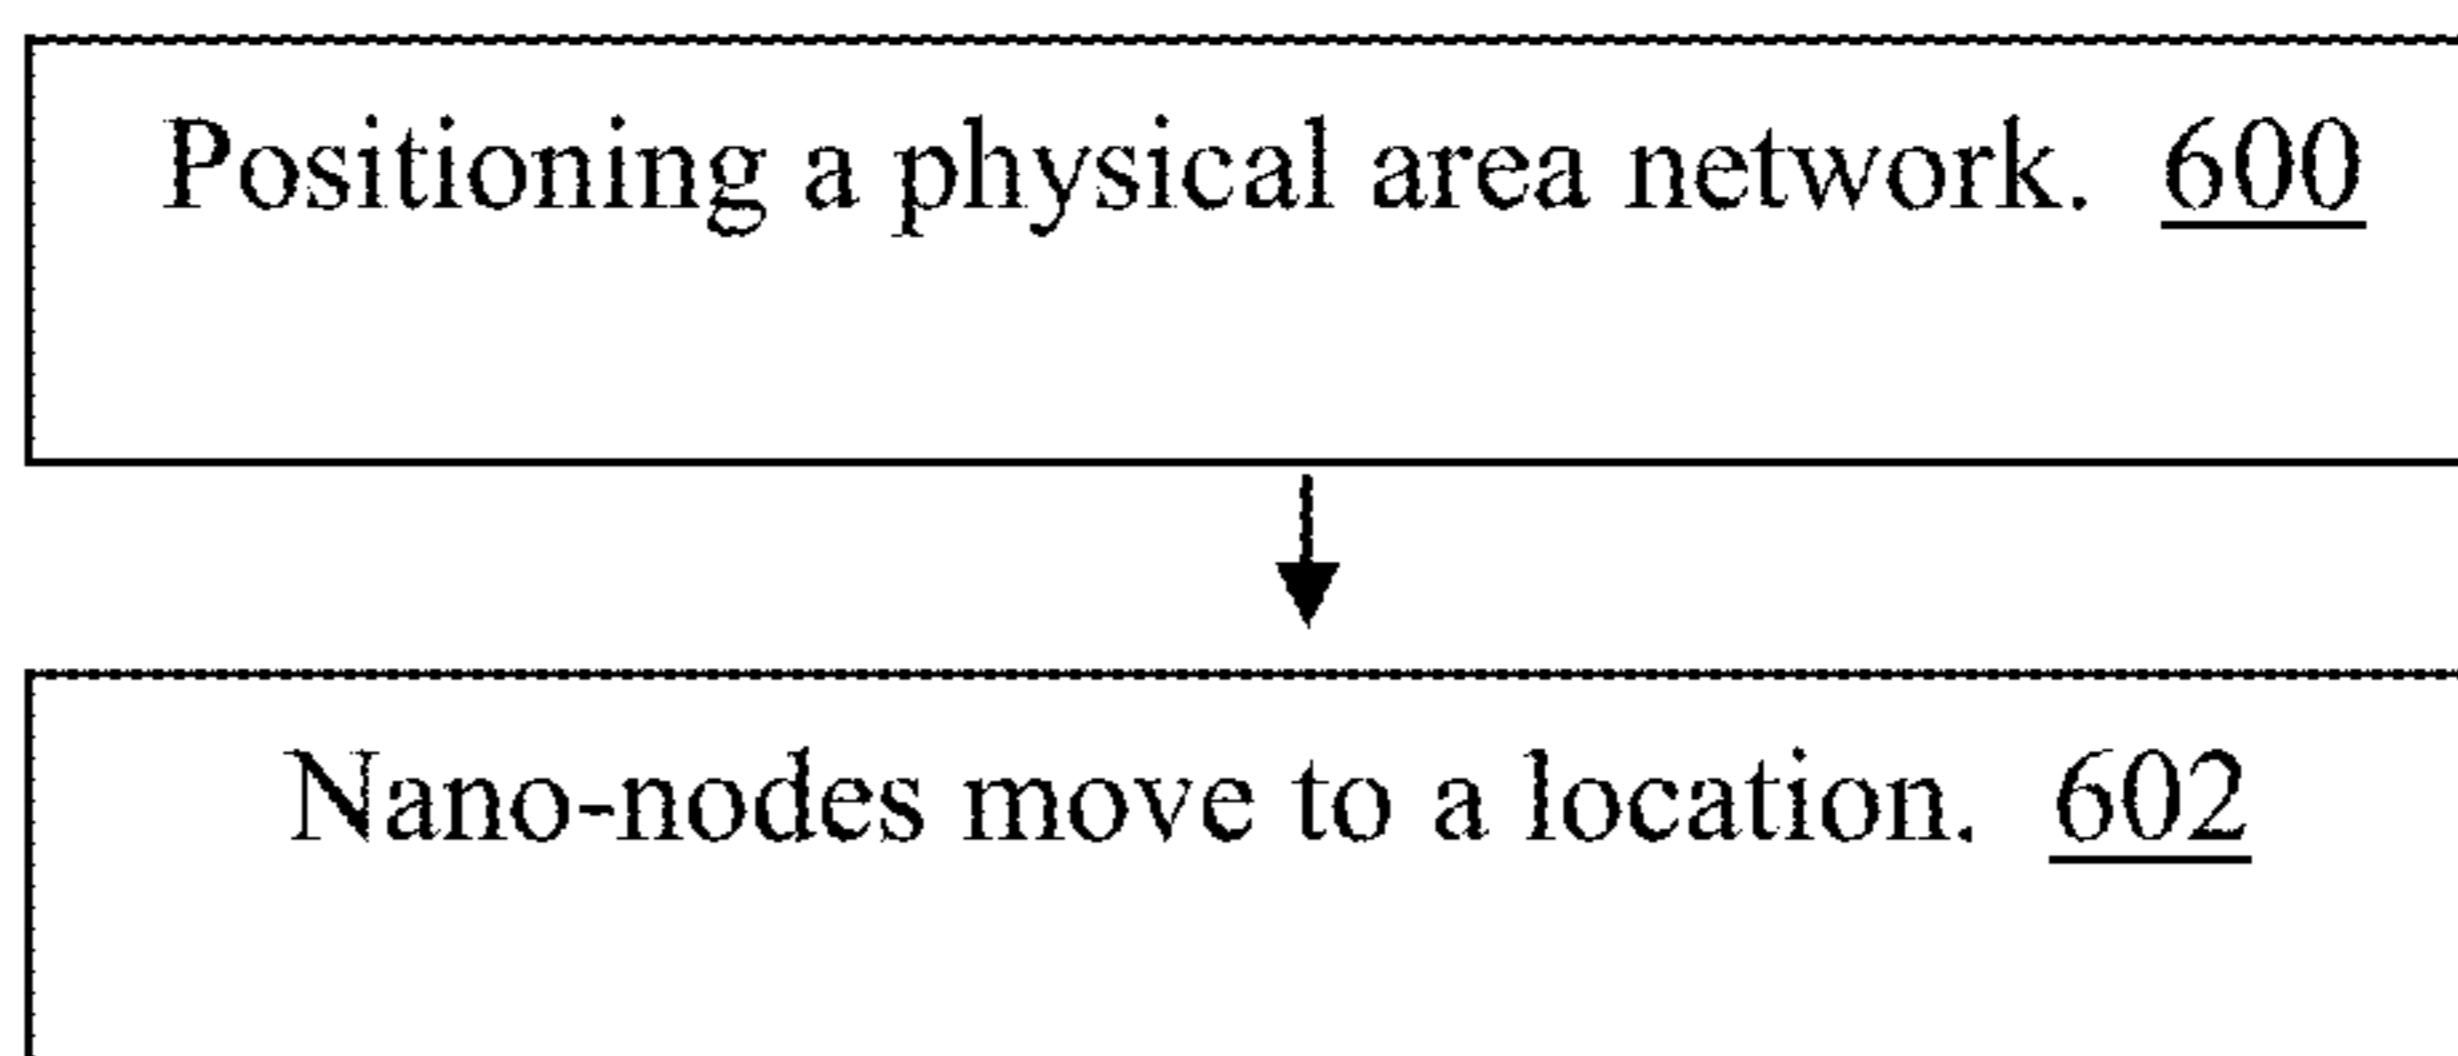 Positioning a physical area network. 600
Nano-nodes move to a location. 602